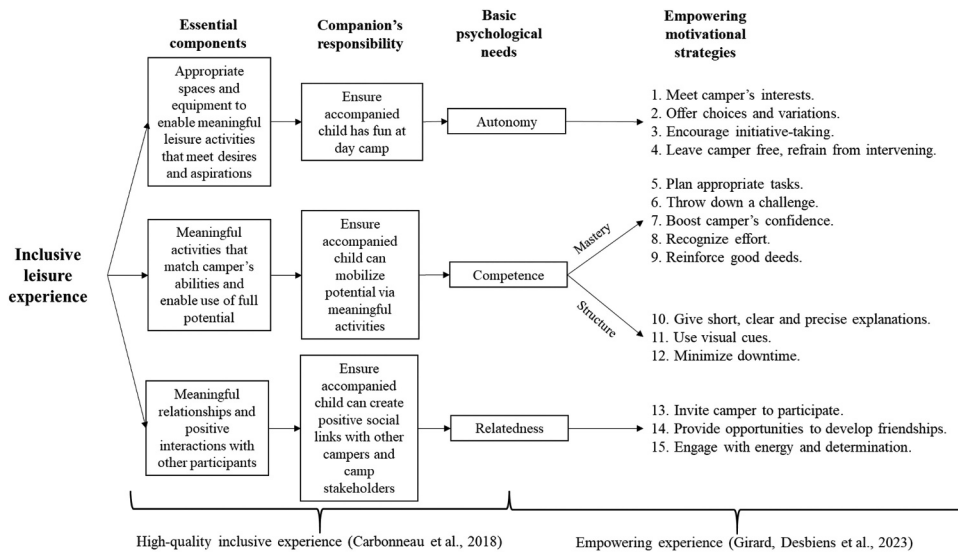 Essential
components
Companion's
responsibility
Basic
psychological
needs
Empowering
motivational
strategies
Inclusive
leisure
experience
Appropriate
spaces and
equipment to
enable meaningful
leisure activities
that meet desires
and aspirations
Ensure
accompanied
child has fun at
day camp
Autonomy
1. Meet camper's interests.
2. Offer choices and variations.
3. Encourage initiative-taking.
4. Leave camper free, refrain from intervening.
Meaningful
activities that
match camper's
abilities and
enable use of full
potential
Ensure
accompanied
child can
mobilize
potential via
meaningful
activities
Competence
Mastery
5. Plan appropriate tasks.
6. Throw down a challenge.
7. Boost camper's confidence.
8. Recognize effort.
9. Reinforce good deeds.
Structure
10. Give short, clear and precise explanations.
11. Use visual cues.
12. Minimize downtime.
Meaningful
relationships and
positive
interactions with
other participants
Ensure
accompanied
child can create
positive social
links with other
campers and
camp
stakeholders
Relatedness
13. Invite camper to participate.
14. Provide opportunities to develop friendships.
15. Engage with energy and determination.
High-quality inclusive experience (Carbonneau et al., 2018)
Empowering experience (Girard, Desbiens et al., 2023)